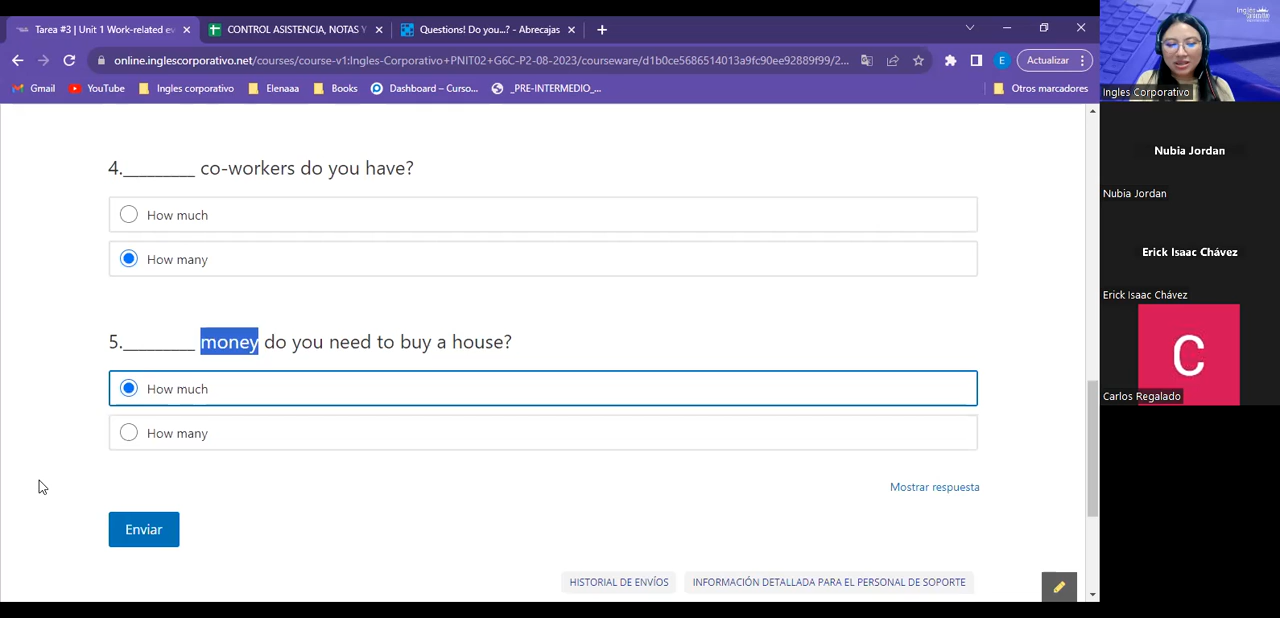 Tarea #3 | Unit 1 Work-related ev
CONTROL ASISTENCIA, NOTAS Y
Questions! Do you...? - Abrecajas
online.inglescorporativo.net/courses/course-v1:Ingles-Corporativo+PNIT02+G6C-P2-08-2023/courseware/d1b0ce5686514013a9fc90ee92889f99/2...
E
Actualizar
Gmail
YouTube
Ingles corporativo
Elenaaa
Books
Dashboard – Curso...
_PRE-INTERMEDIO_...
Otros marcadores
Ingles Corporativo
4._________ co-workers do you have?
How much
How many
5._________ money do you need to buy a house?
How much
How many
Mostrar respuesta
Enviar
HISTORIAL DE ENVÍOS
INFORMACIÓN DETALLADA PARA EL PERSONAL DE SOPORTE
Nubia Jordan
Nubia Jordan
Erick Isaac Chávez
Erick Isaac Chávez
C
Carlos Regalado